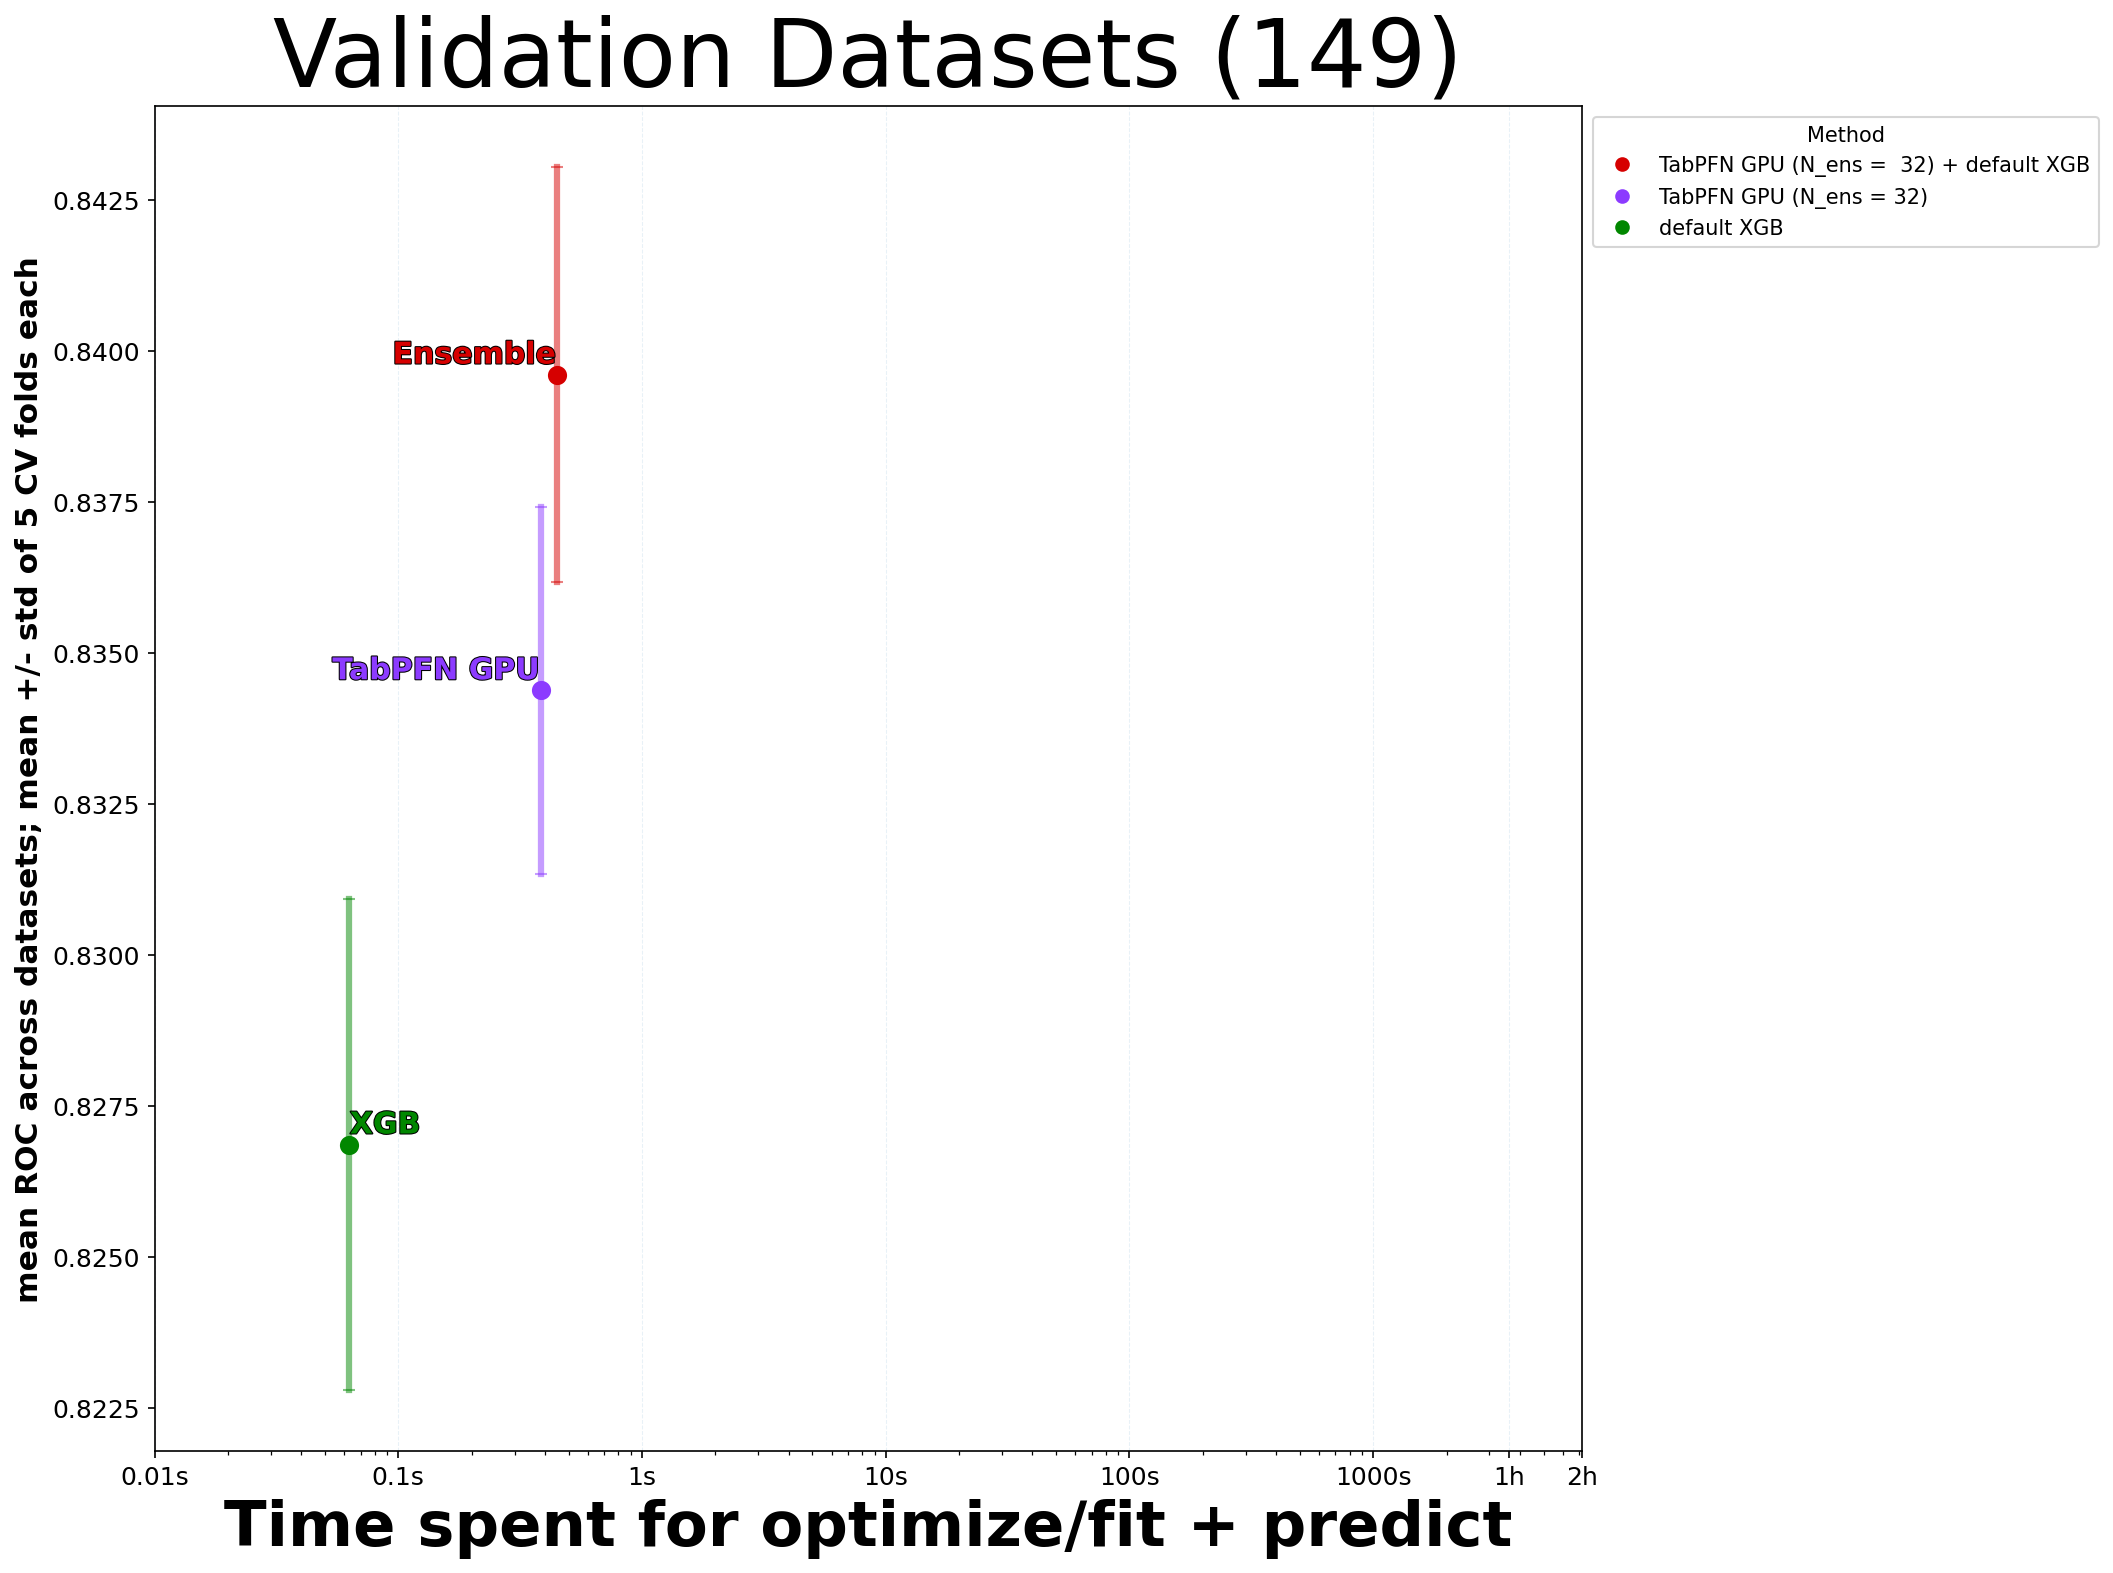 Validation Datasets (149)
mean ROC across datasets; mean +/- std of 5 CV folds each
0.8425
0.8400
0.8375
0.8350
0.8325
0.8300
0.8275
0.8250
0.8225
Ensemble
TabPFN GPU
XGB
0.01s 0.1s 1s 10s 100s 1000s 1h 2h
Time spent for optimize/fit + predict
Method
TabPFN GPU (N_ens =  32) + default XGB
TabPFN GPU (N_ens = 32)
default XGB